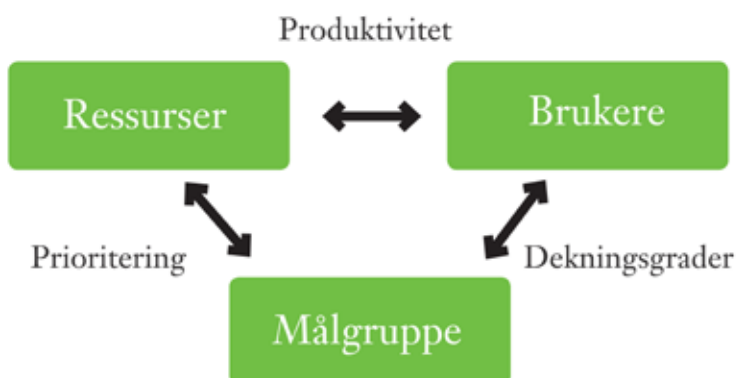 Produktivitet
Ressurser
Brukere
Prioritering
Dekningsgrader
Målgruppe